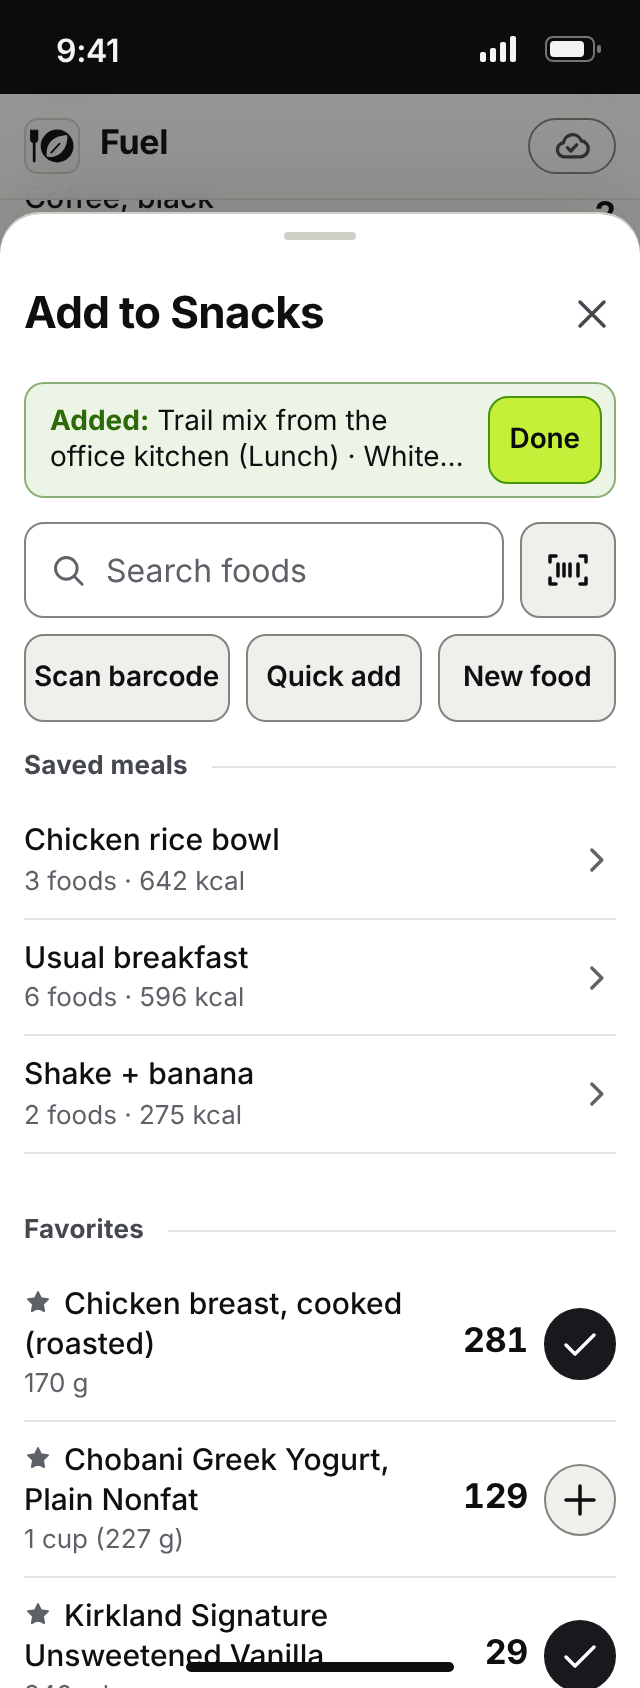 9:41
Fuel
Coffee, black
Add to Snacks
Added: Trail mix from the
office kitchen (Lunch) · White...
Done
Search foods
Scan barcode
Quick add
New food
Saved meals
Chicken rice bowl
3 foods · 642 kcal
Usual breakfast
6 foods · 596 kcal
Shake + banana
2 foods · 275 kcal
Favorites
Chicken breast, cooked
(roasted)
281
170 g
Chobani Greek Yogurt,
Plain Nonfat
129
1 cup (227 g)
Kirkland Signature
Unsweetened Vanilla
29